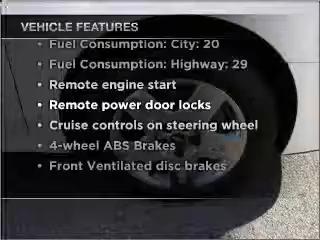 VEHICLE FEATURES
• Fuel Consumption: City: 20
• Fuel Consumption: Highway: 29
• Remote engine start
• Remote power door locks
• Cruise controls on steering wheel
• 4-wheel ABS Brakes
• Front Ventilated disc brakes